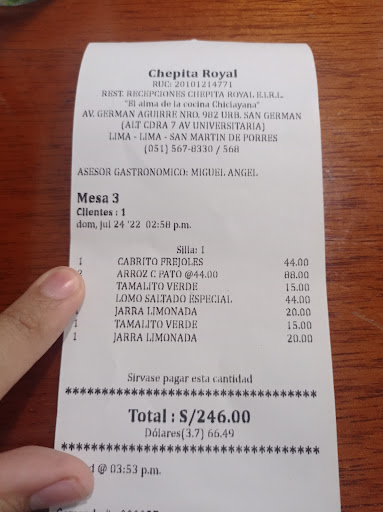 Chepita Royal
RUC: 20101214771
REST. RECEPCIONES CHEPITA ROYAL E.I.R.L.
"El alma de la cocina Chiclayana"
AV. GERMAN AGUIRRE NRO. 982 URB. SAN GERMAN
(ALT CDRA 7 AV UNIVERSITARIA)
LIMA - LIMA - SAN MARTIN DE PORRES
(051) 567-8330 / 568
ASESOR GASTRONOMICO: MIGUEL ANGEL
Mesa 3
Clientes : 1
dom, jul 24 '22 02:58 p.m.
Silla: 1
1 CABRITO FREJOLES 44.00
2 ARROZ C PATO @44.00 88.00
TAMALITO VERDE 15.00
LOMO SALTADO ESPECIAL 44.00
1 JARRA LIMONADA 20.00
1 TAMALITO VERDE 15.00
1 JARRA LIMONADA 20.00
Sirvase pagar esta cantidad
****************************************
Total : S/246.00
Dólares(3.7) 66.49
****************************************
@ 03:53 p.m.